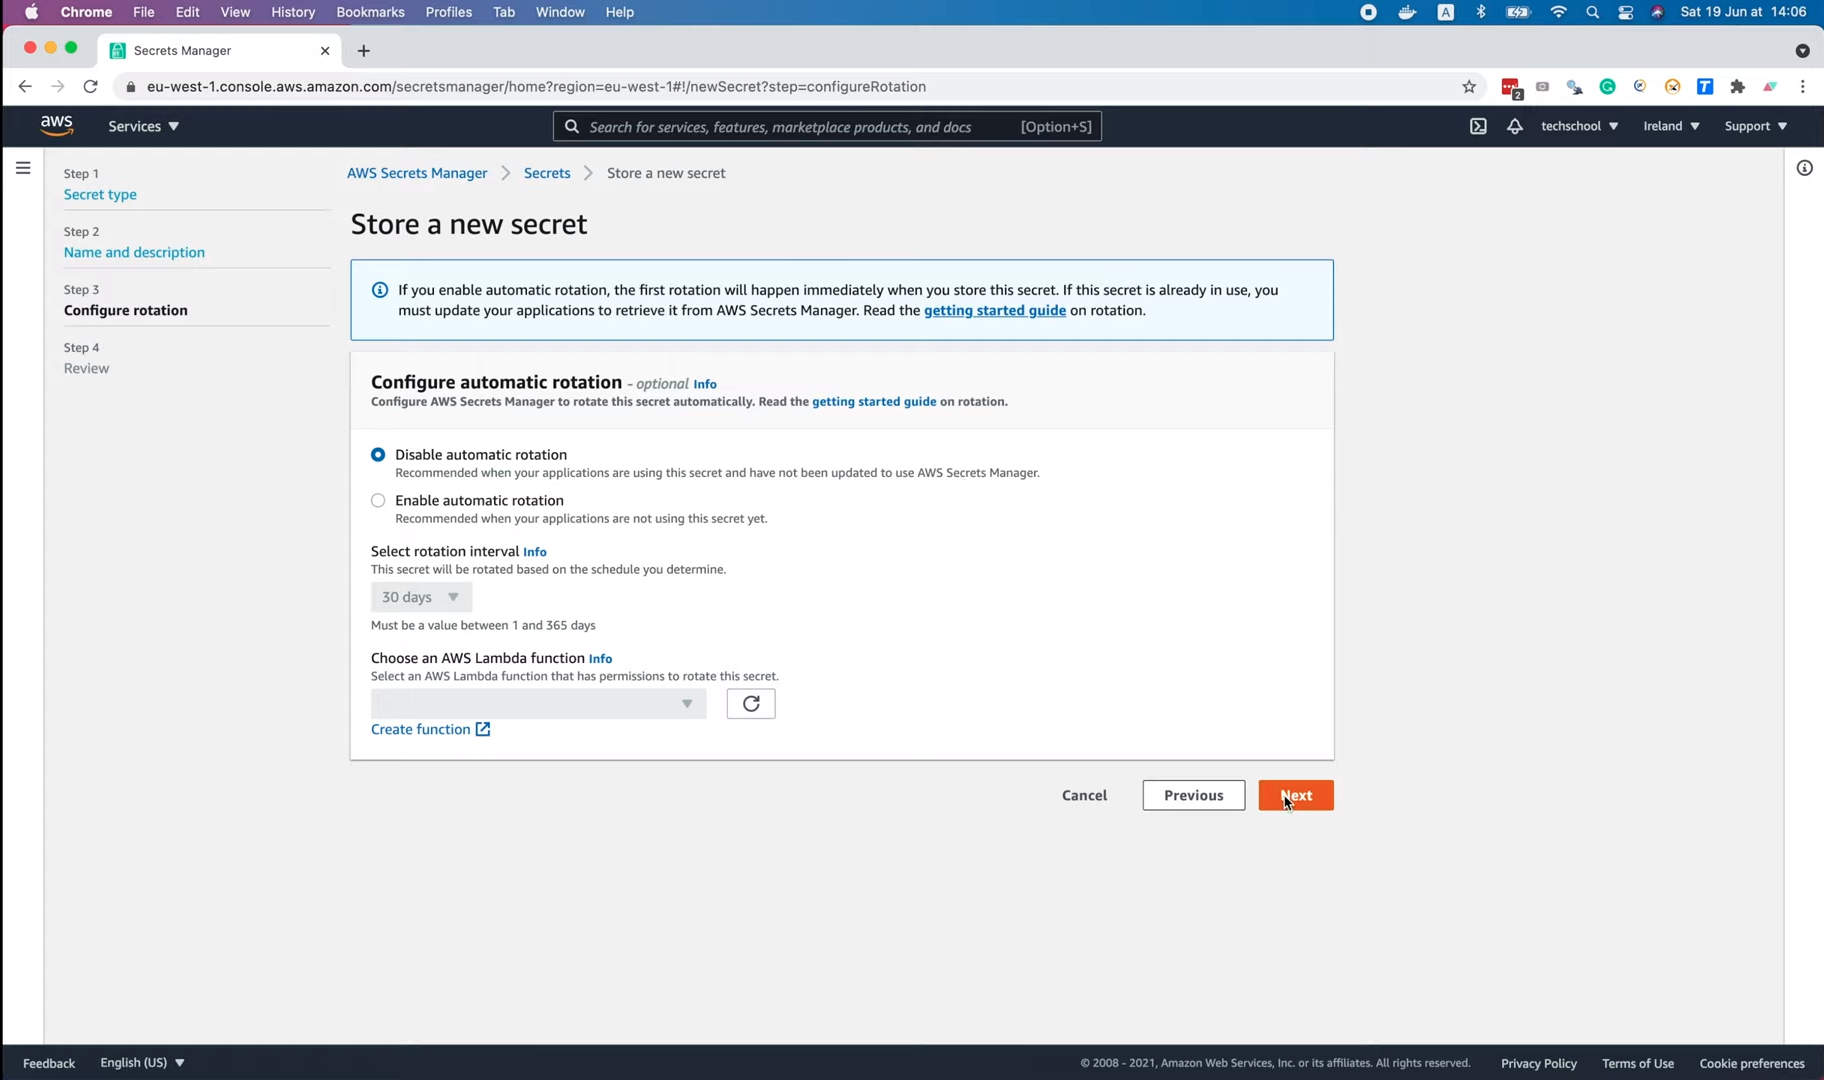 Chrome File Edit View History Bookmarks Profiles Tab Window Help A Sat 19 Jun at 14:06
Secrets Manager
eu-west-1.console.aws.amazon.com/secretsmanager/home?region=eu-west-1#!/newSecret?step=configureRotation 2 T
aws Services Search for services, features, marketplace products, and docs [Option+S] techschool Ireland Support
Step 1
Secret type
Step 2
Name and description
Step 3
Configure rotation
Step 4
Review
AWS Secrets Manager > Secrets > Store a new secret
Store a new secret
If you enable automatic rotation, the first rotation will happen immediately when you store this secret. If this secret is already in use, you
must update your applications to retrieve it from AWS Secrets Manager. Read the getting started guide on rotation.
Configure automatic rotation - optional Info
Configure AWS Secrets Manager to rotate this secret automatically. Read the getting started guide on rotation.
Disable automatic rotation
Recommended when your applications are using this secret and have not been updated to use AWS Secrets Manager.
Enable automatic rotation
Recommended when your applications are not using this secret yet.
Select rotation interval Info
This secret will be rotated based on the schedule you determine.
30 days
Must be a value between 1 and 365 days
Choose an AWS Lambda function Info
Select an AWS Lambda function that has permissions to rotate this secret.
Create function
Cancel Previous Next
Feedback English (US) © 2008 - 2021, Amazon Web Services, Inc. or its affiliates. All rights reserved. Privacy Policy Terms of Use Cookie preferences